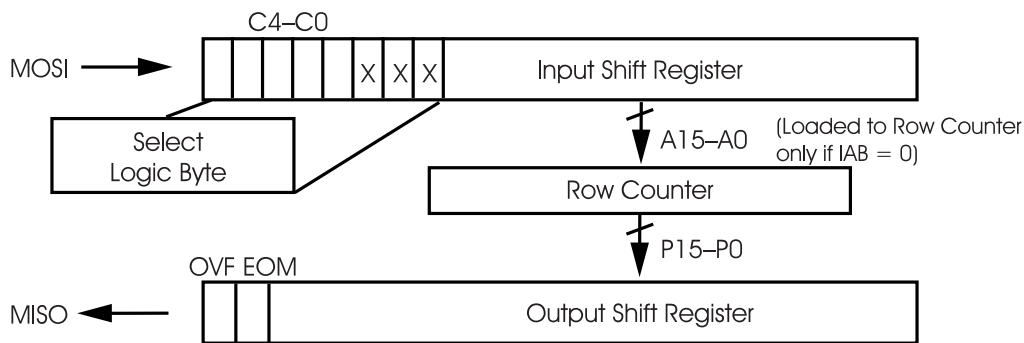 C4–C0
MOSI
X X X
Input Shift Register
Select
Logic Byte
A15–A0
(Loaded to Row Counter
only if IAB = 0)
Row Counter
P15–P0
OVF EOM
MISO
Output Shift Register